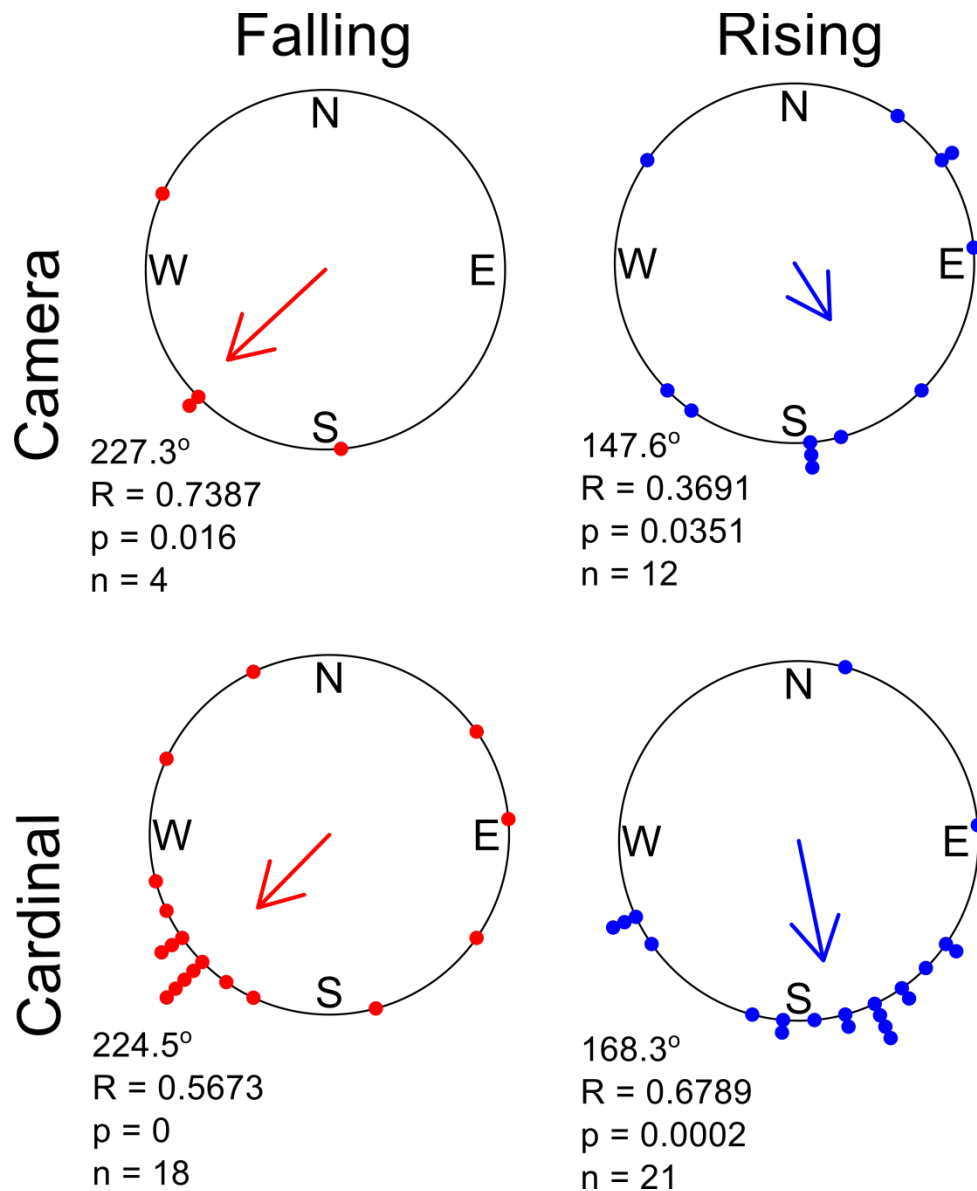 Falling
Rising
Camera
N
W
E
S
227.3°
R = 0.7387
p = 0.016
n = 4
N
W
E
S
147.6°
R = 0.3691
p = 0.0351
n = 12
Cardinal
N
W
E
S
224.5°
R = 0.5673
p = 0
n = 18
N
W
E
S
168.3°
R = 0.6789
p = 0.0002
n = 21